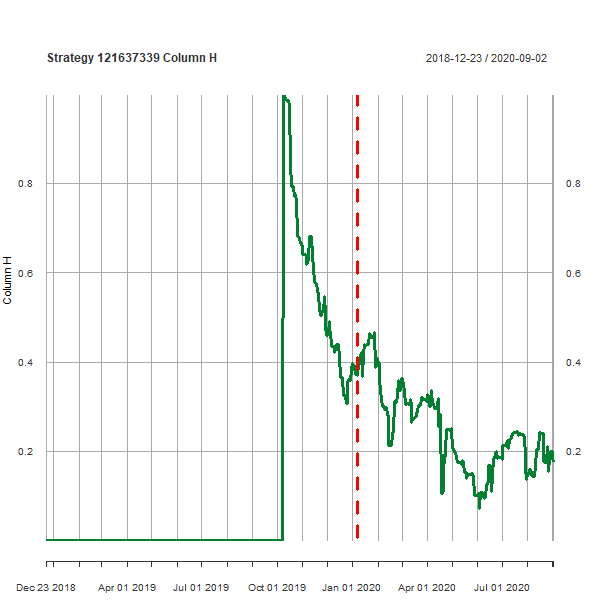 Strategy 121637339 Column H
2018-12-23 / 2020-09-02
Column H
0.8
0.6
0.4
0.2
0.8
0.6
0.4
0.2
Dec 23 2018
Apr 01 2019
Jul 01 2019
Oct 01 2019
Jan 01 2020
Apr 01 2020
Jul 01 2020